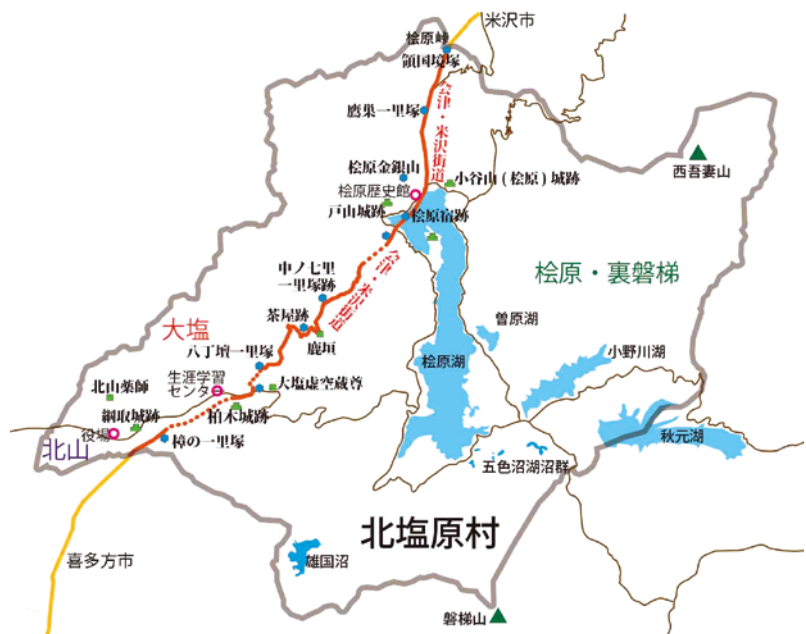 米沢市
桧原峠
領国境塚
会津・米沢街道
鷹巣一里塚
西吾妻山
桧原金銀山
小谷山(桧原)城跡
桧原歴史館
戸山城跡
桧原宿跡
会津・米沢街道
申ノ七里
一里塚跡
桧原・裏磐梯
茶屋跡
大塩
曽原湖
鹿垣
八丁壇一里塚
小野川湖
桧原湖
生涯学習
センタ
大塩虚空蔵尊
北山薬師
柏木城跡
綱取城跡
役場
秋元湖
北山
樟の一里塚
五色沼湖沼群
北塩原村
喜多方市
雄国沼
磐梯山